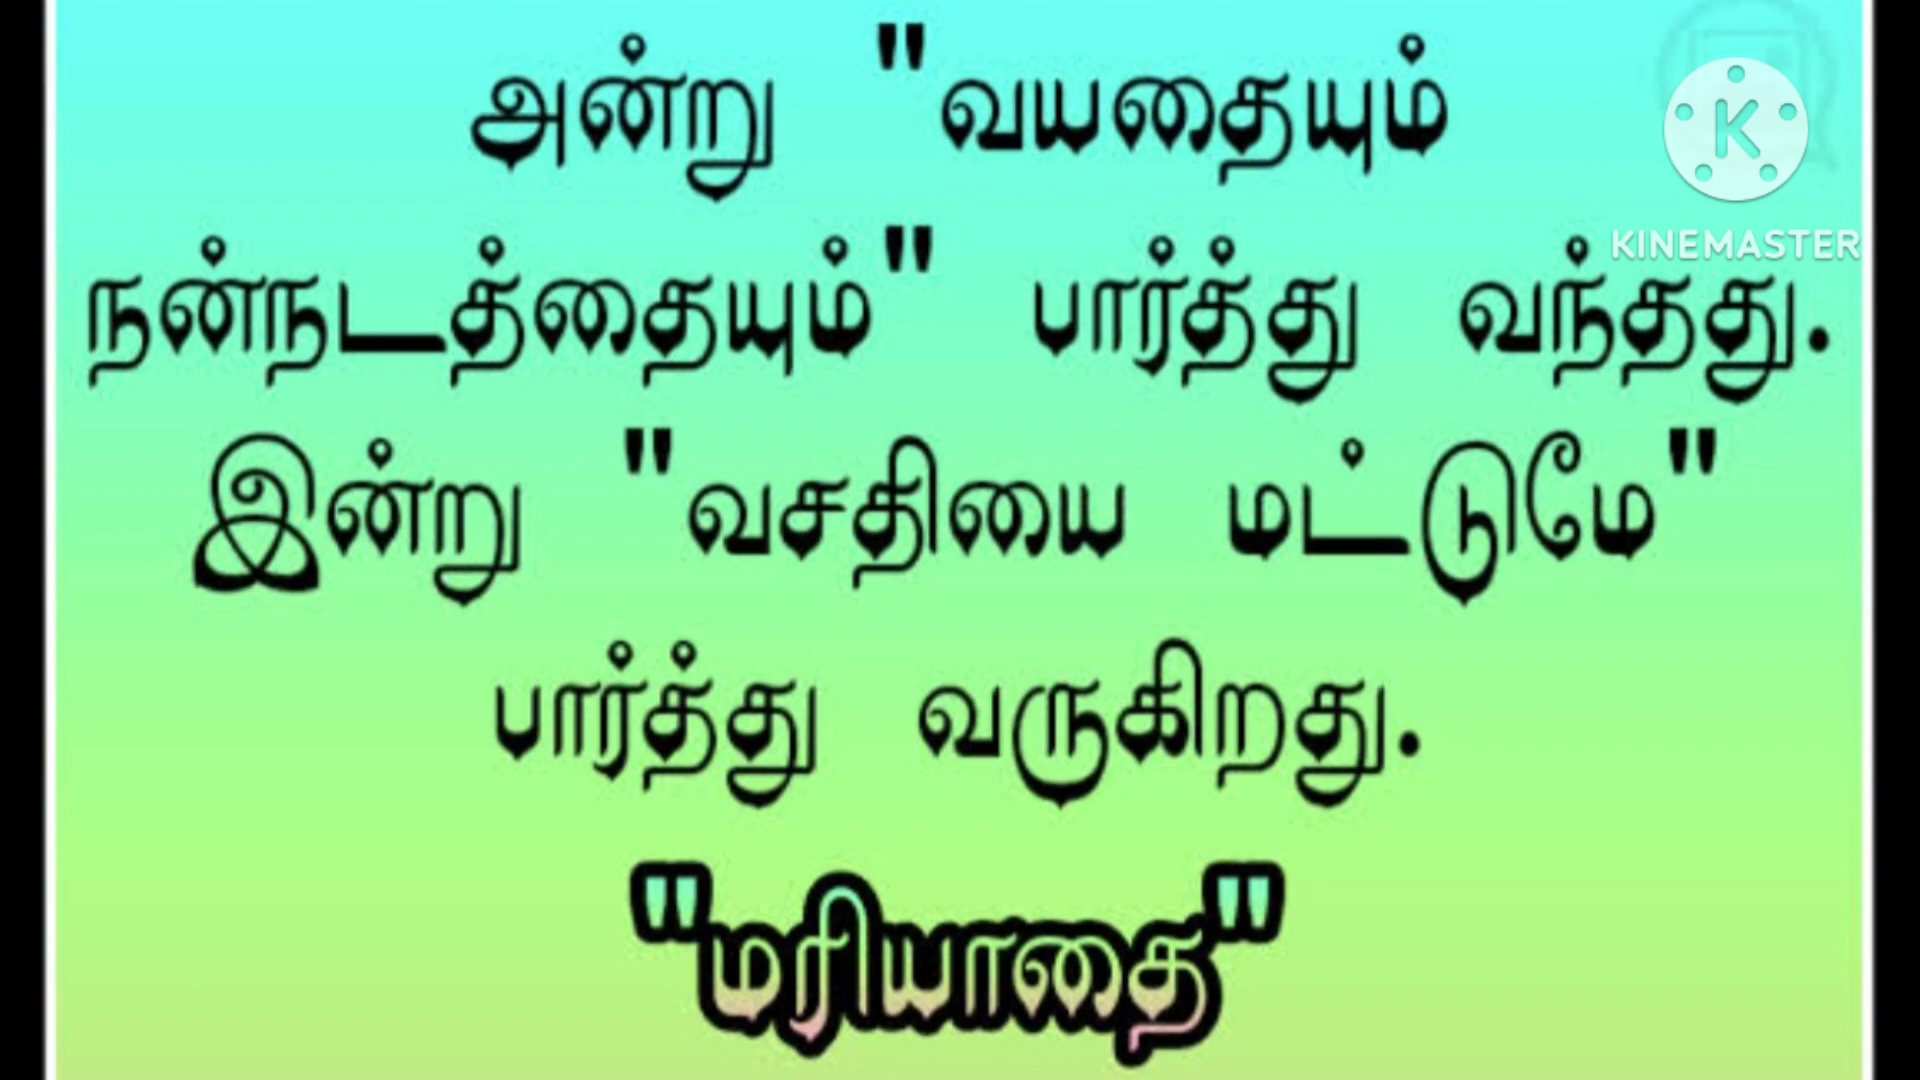 அன்று "வயதையும்
நன்நடத்தையும்" பார்த்து வந்தது.
இன்று "வசதியை மட்டுமே"
பார்த்து வருகிறது.
"மரியாதை"
K
KINEMASTER